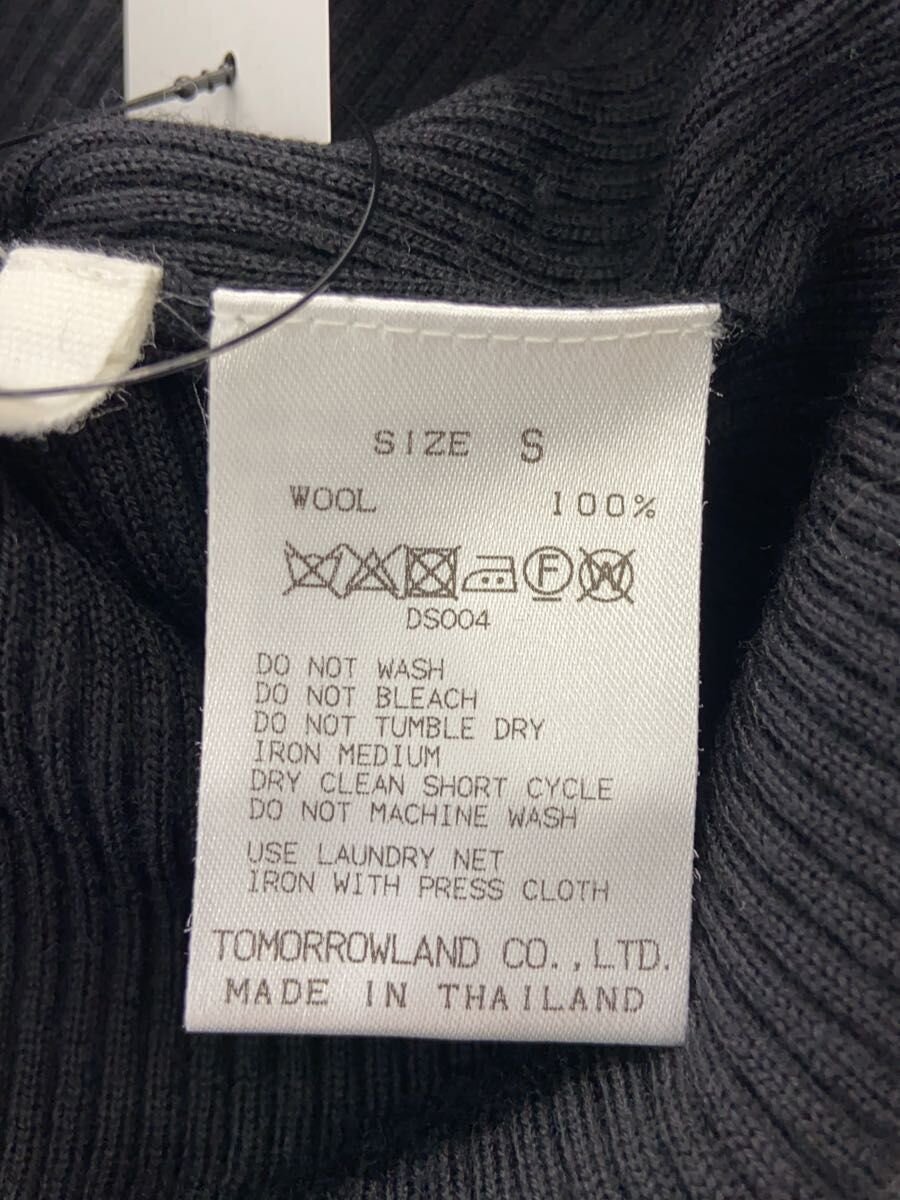 SIZE S
WOOL 100%
F W
DS004
DO NOT WASH
DO NOT BLEACH
DO NOT TUMBLE DRY
IRON MEDIUM
DRY CLEAN SHORT CYCLE
DO NOT MACHINE WASH
USE LAUNDRY NET
IRON WITH PRESS CLOTH
TOMORROWLAND CO.,LTD.
MADE IN THAILAND